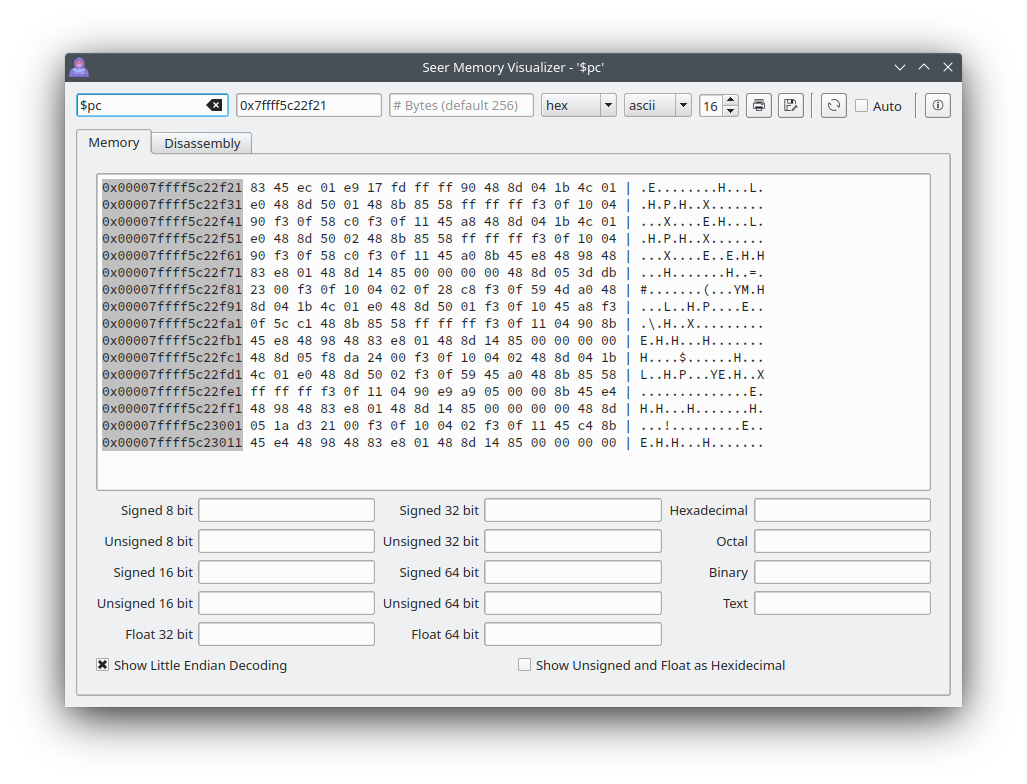 Seer Memory Visualizer - '$pc'
$pc 0x7ffff5c22f21 # Bytes (default 256) hex ascii 16 Auto
Memory Disassembly
0x00007ffff5c22f21 83 45 ec 01 e9 17 fd ff ff 90 48 8d 04 1b 4c 01 | .E........H...L.
0x00007ffff5c22f31 e0 48 8d 50 01 48 8b 85 58 ff ff ff f3 0f 10 04 | .H.P.H..X.......
0x00007ffff5c22f41 90 f3 0f 58 c0 f3 0f 11 45 a8 48 8d 04 1b 4c 01 | ...X....E.H...L.
0x00007ffff5c22f51 e0 48 8d 50 02 48 8b 85 58 ff ff ff f3 0f 10 04 | .H.P.H..X.......
0x00007ffff5c22f61 90 f3 0f 58 c0 f3 0f 11 45 a0 8b 45 e8 48 98 48 | ...X....E..E.H.H
0x00007ffff5c22f71 83 e8 01 48 8d 14 85 00 00 00 00 48 8d 05 3d db | ...H.......H..=.
0x00007ffff5c22f81 23 00 f3 0f 10 04 02 0f 28 c8 f3 0f 59 4d a0 48 | #.......(...YM.H
0x00007ffff5c22f91 8d 04 1b 4c 01 e0 48 8d 50 01 f3 0f 10 45 a8 f3 | ...L..H.P....E..
0x00007ffff5c22fa1 0f 5c c1 48 8b 85 58 ff ff ff f3 0f 11 04 90 8b | .\.H..X.........
0x00007ffff5c22fb1 45 e8 48 98 48 83 e8 01 48 8d 14 85 00 00 00 00 | E.H.H...H.......
0x00007ffff5c22fc1 48 8d 05 f8 da 24 00 f3 0f 10 04 02 48 8d 04 1b | H....$......H...
0x00007ffff5c22fd1 4c 01 e0 48 8d 50 02 f3 0f 59 45 a0 48 8b 85 58 | L..H.P...YE.H..X
0x00007ffff5c22fe1 ff ff ff f3 0f 11 04 90 e9 a9 05 00 00 8b 45 e4 | ..............E.
0x00007ffff5c22ff1 48 98 48 83 e8 01 48 8d 14 85 00 00 00 00 48 8d | H.H...H.......H.
0x00007ffff5c23001 05 1a d3 21 00 f3 0f 10 04 02 f3 0f 11 45 c4 8b | ...!.........E..
0x00007ffff5c23011 45 e4 48 98 48 83 e8 01 48 8d 14 85 00 00 00 00 | E.H.H...H.......
Signed 8 bit Signed 32 bit Hexadecimal
Unsigned 8 bit Unsigned 32 bit Octal
Signed 16 bit Signed 64 bit Binary
Unsigned 16 bit Unsigned 64 bit Text
Float 32 bit Float 64 bit
Show Little Endian Decoding Show Unsigned and Float as Hexidecimal